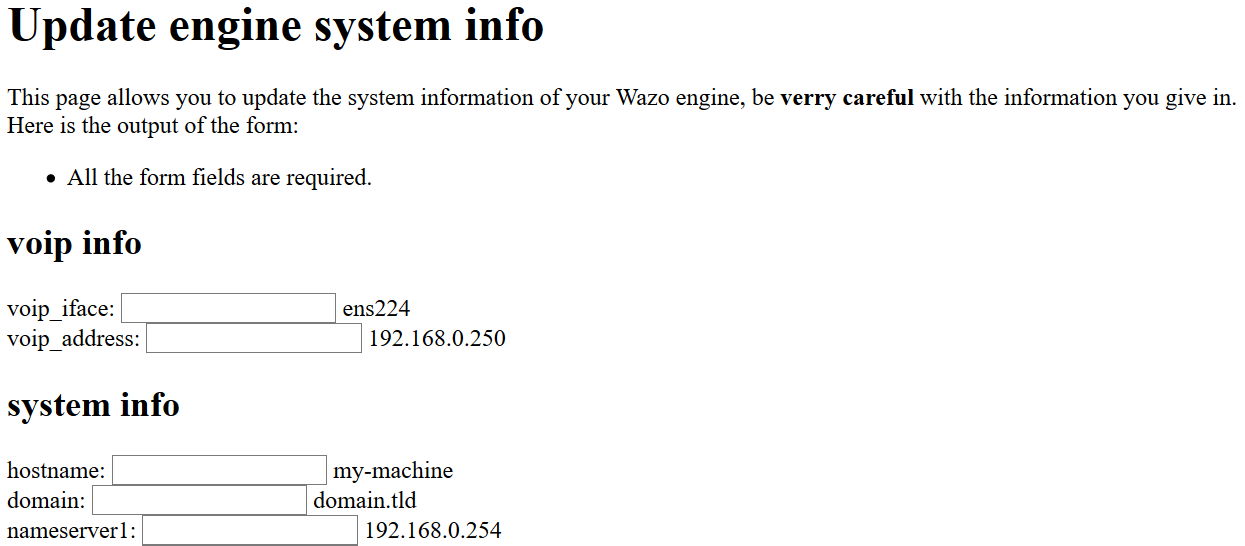 Update engine system info
This page allows you to update the system information of your Wazo engine, be verry careful with the information you give in.
Here is the output of the form:
• All the form fields are required.
voip info
voip_iface: ens224
voip_address: 192.168.0.250
system info
hostname: my-machine
domain: domain.tld
nameserver1: 192.168.0.254